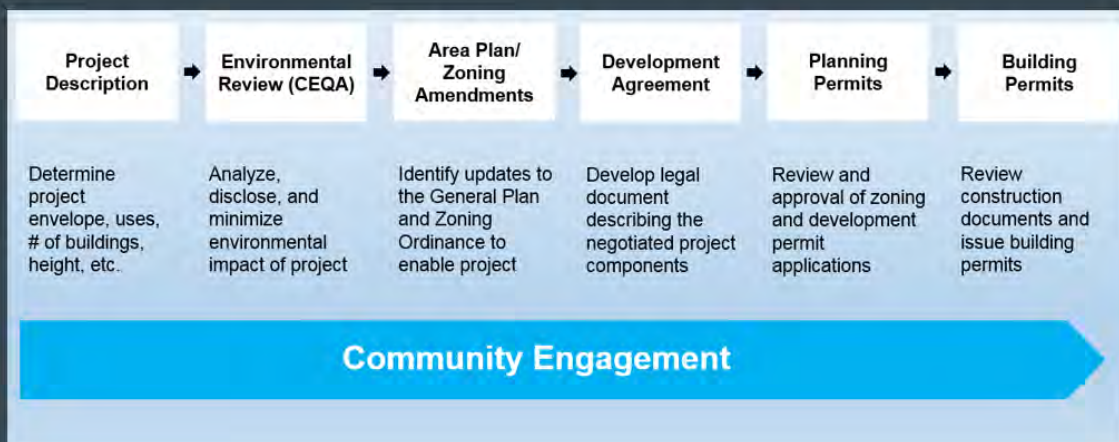 Project
Description
Environmental
Review (CEQA)
Area Plan/
Zoning
Amendments
Development
Agreement
Planning
Permits
Building
Permits
Determine
project
envelope, uses,
# of buildings,
height, etc.
Analyze,
disclose, and
minimize
environmental
impact of project
Identify updates to
the General Plan
and Zoning
Ordinance to
enable project
Develop legal
document
describing the
negotiated project
components
Review and
approval of zoning
and development
permit
applications
Review
construction
documents and
issue building
permits
Community Engagement